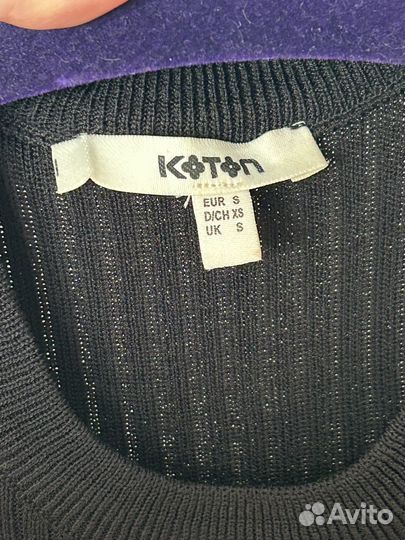 KOTON
EUR S
D/CH XS
UK S
Avito